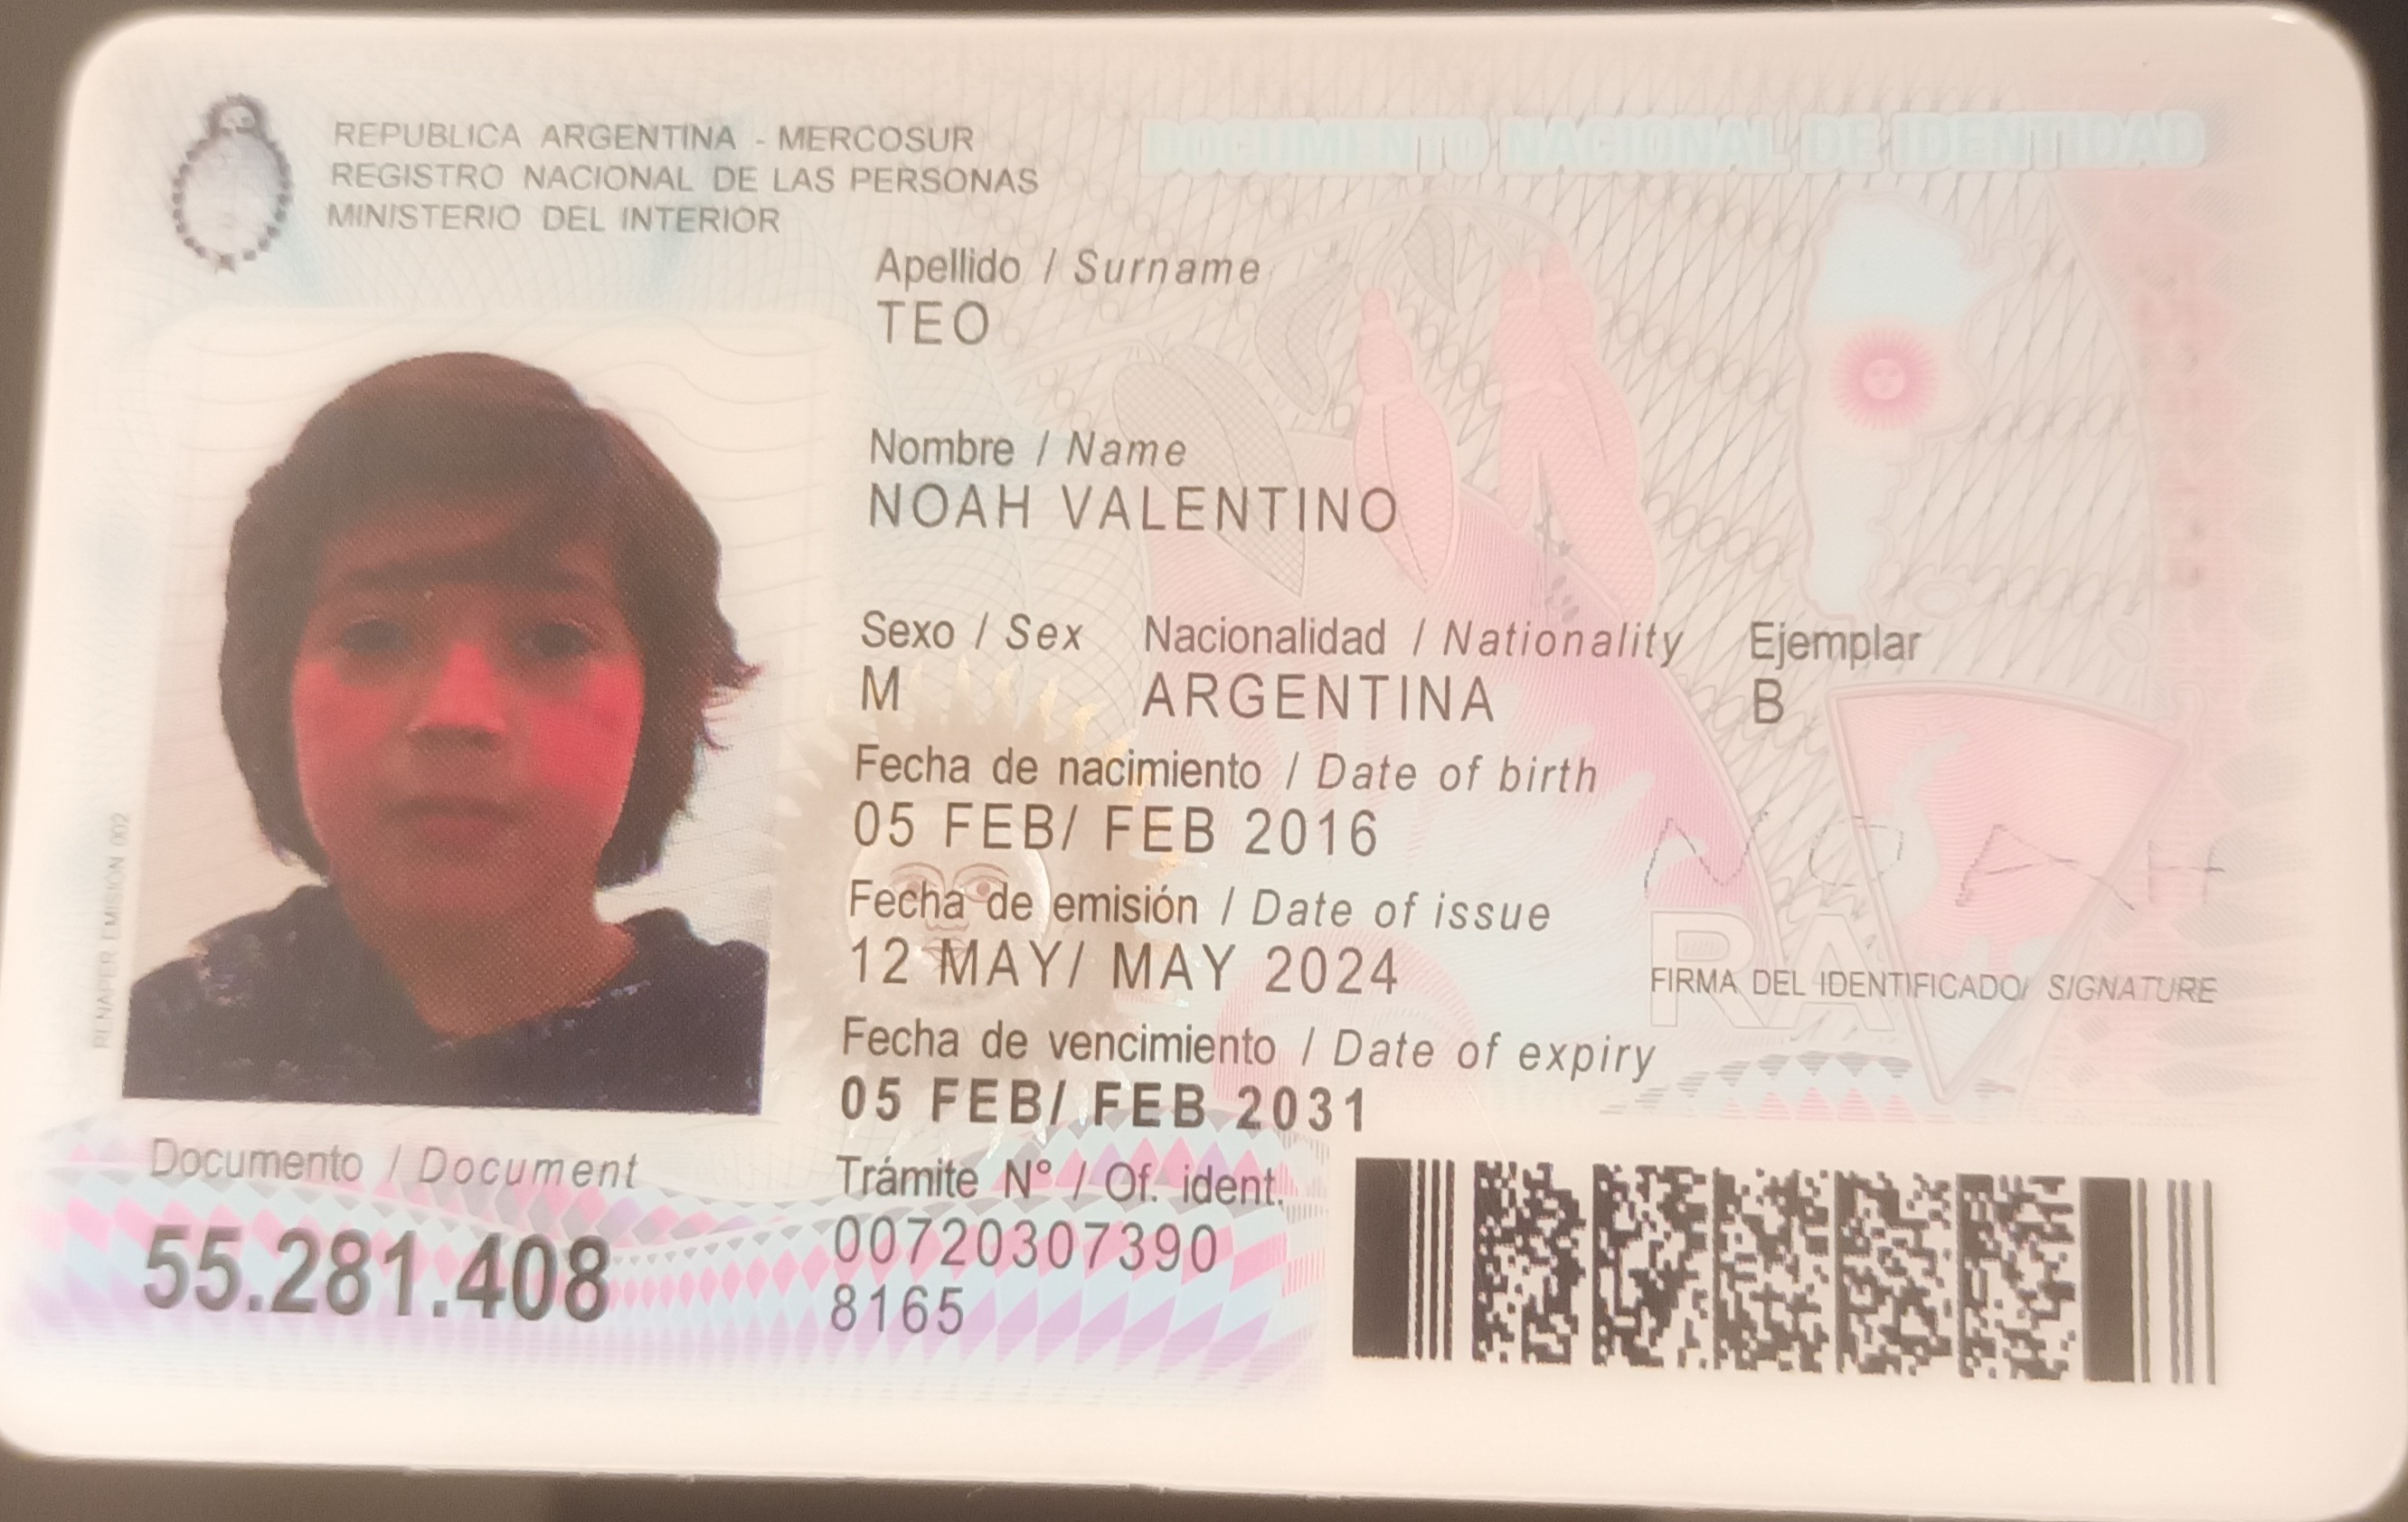 REPUBLICA ARGENTINA - MERCOSUR
REGISTRO NACIONAL DE LAS PERSONAS
MINISTERIO DEL INTERIOR
DOCUMENTO NACIONAL DE IDENTIDAD
Apellido / Surname
TEO
Nombre / Name
NOAH VALENTINO
Sexo / Sex Nacionalidad / Nationality Ejemplar
M ARGENTINA B
Fecha de nacimiento / Date of birth
05 FEB/ FEB 2016
Fecha de emisión / Date of issue
12 MAY/ MAY 2024
NOAH
RA
FIRMA DEL IDENTIFICADO/ SIGNATURE
Fecha de vencimiento / Date of expiry
05 FEB/ FEB 2031
RENAPER EMISIÓN 002
Documento / Document
55.281.408
Trámite Nº / Of. ident.
00720307390
8165